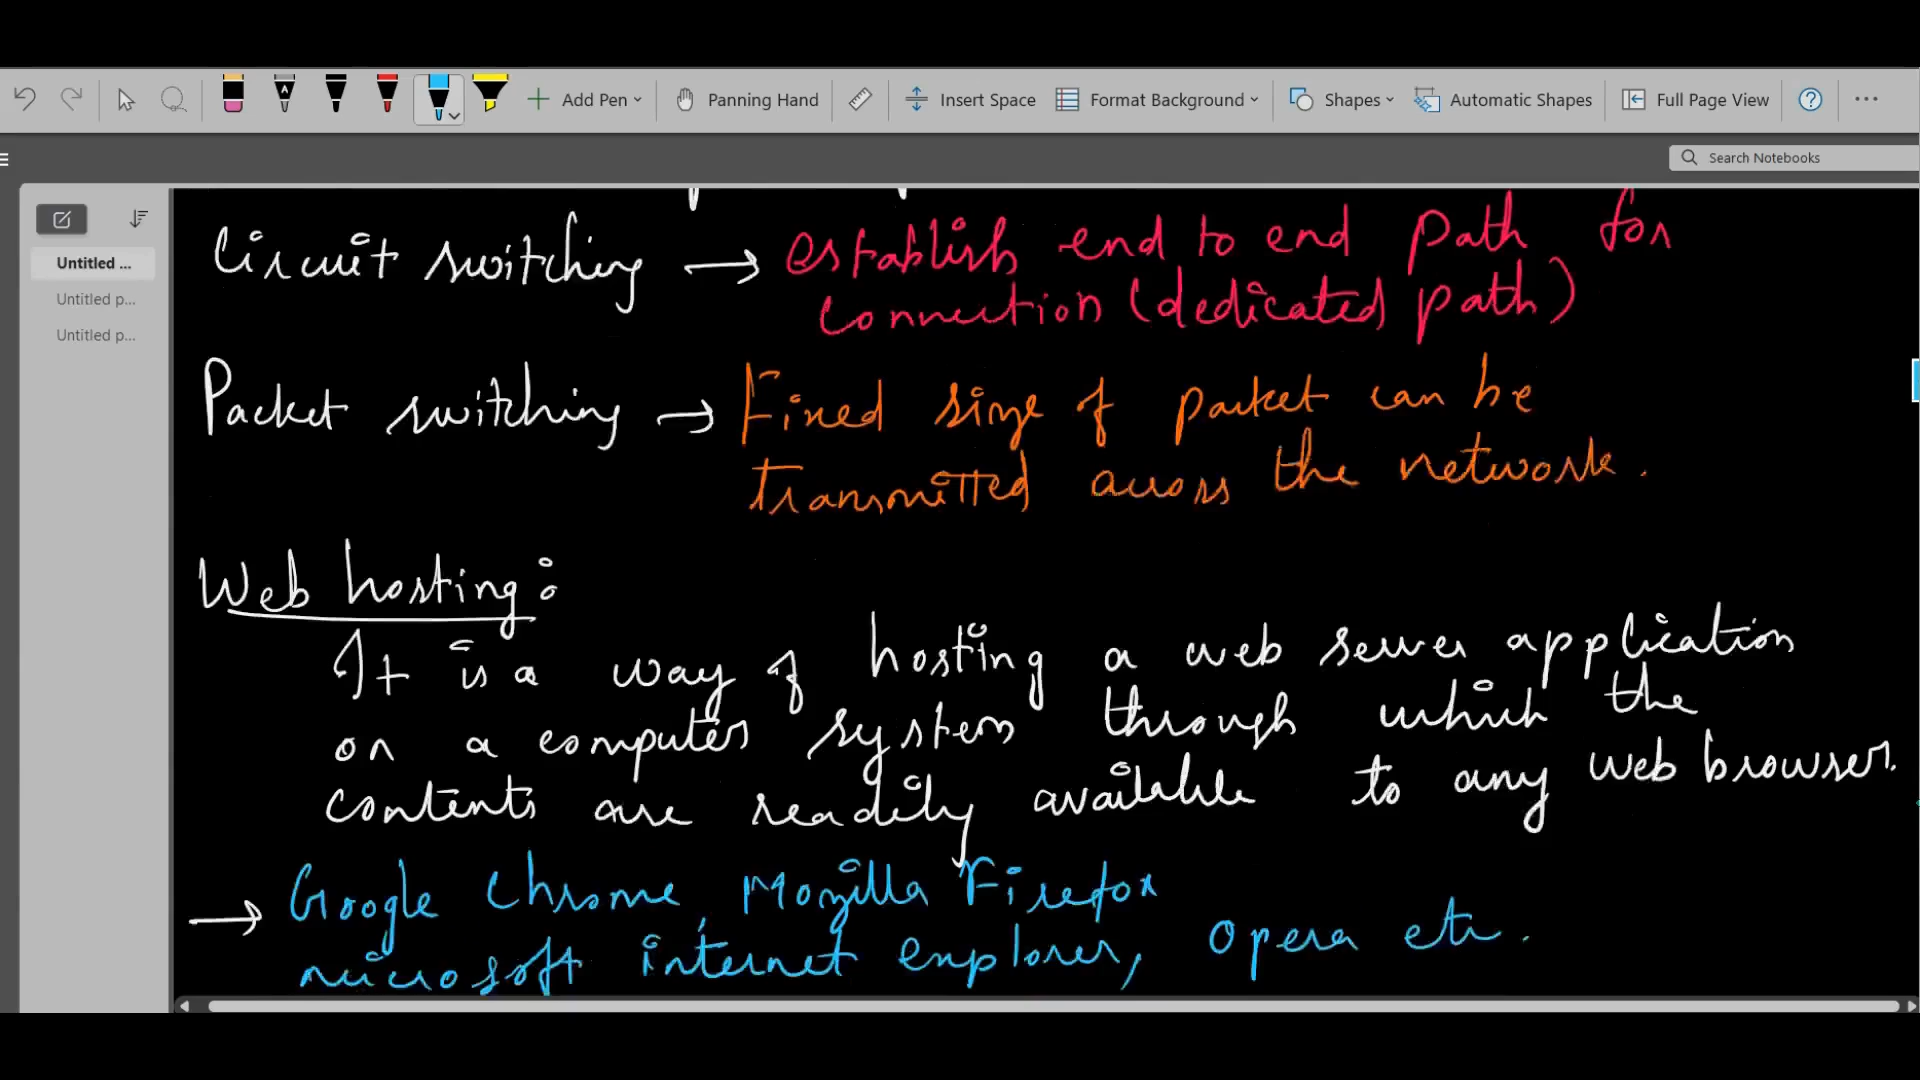 Add Pen
Panning Hand
Insert Space
Format Background
Shapes
Automatic Shapes
Full Page View
Search Notebooks
Untitled ...
Untitled p...
Untitled p...
Circuit switching → establish end to end path for
connection (dedicated path)
Packet switching → Fixed size of packet can be
transmitted across the network.
Web hosting:
It is a way of hosting a web server application
on a computer system through which the
contents are readily available to any web browser.
→ Google Chrome, Mozilla Firefox
microsoft internet explorer, opera etc.